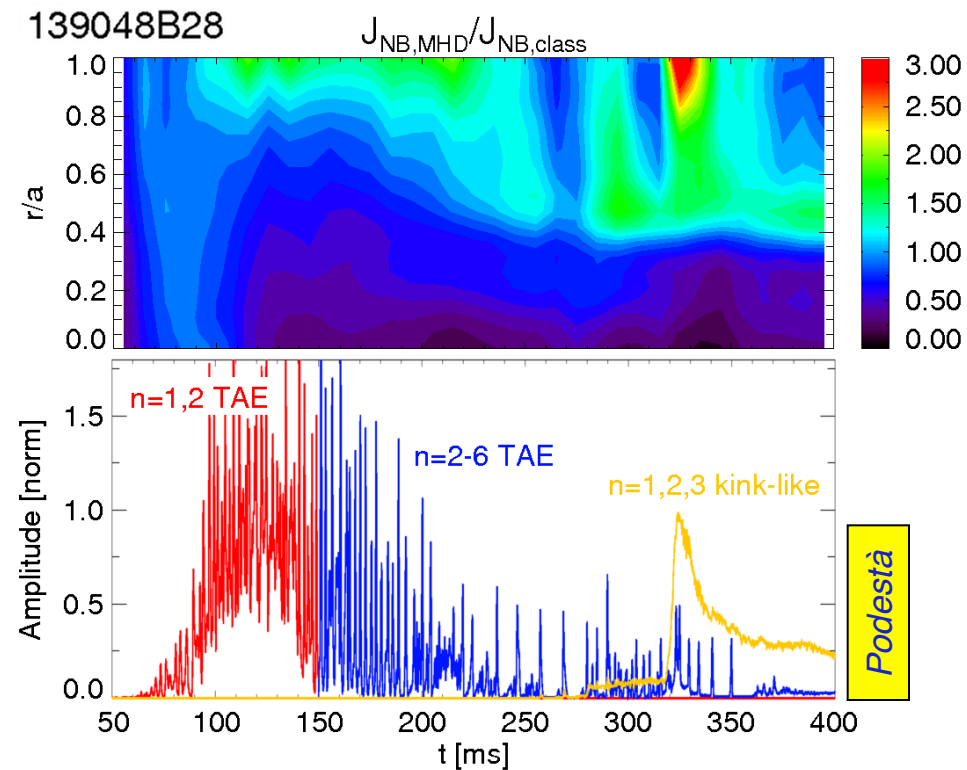 139048B28
J_NB,MHD/J_NB,class
1.0
0.8
0.6
0.4
0.2
0.0
r/a
3.00
2.50
2.00
1.50
1.00
0.50
0.00
n=1,2 TAE
n=2-6 TAE
n=1,2,3 kink-like
1.5
1.0
0.5
0.0
Amplitude [norm]
50 100 150 200 250 300 350 400
t [ms]
Podestà